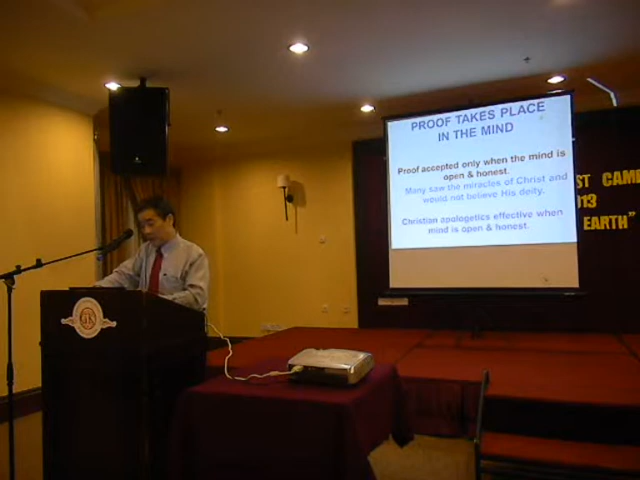 PROOF TAKES PLACE
IN THE MIND
Proof accepted only when the mind is
open & honest.
Many saw the miracles of Christ and
would not believe His deity.
Christian apologetics effective when
mind is open & honest.
ST CAMP
013
EARTH"